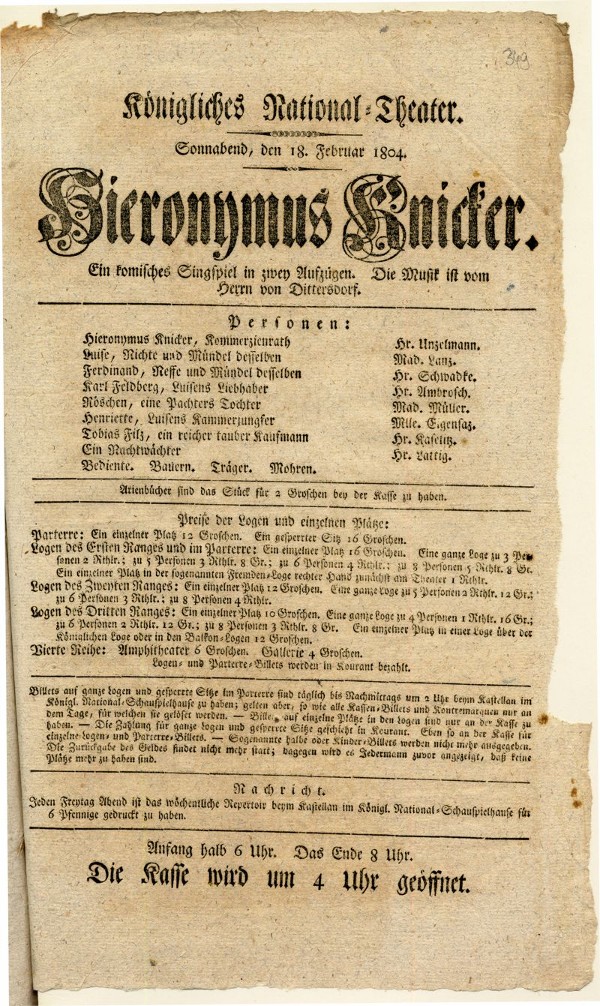 349
Königliches National-Theater.
Sonnabend, den 18. Februar 1804.
Hieronymus Knicker.
Ein komisches Singspiel in zwey Aufzügen. Die Musik ist vom
Herrn von Dittersdorf.
Personen:
Hieronymus Knicker, Kommerzienrath Hr. Unzelmann.
Luise, Nichte und Mündel desselben Mad. Lanz.
Ferdinand, Neffe und Mündel desselben Hr. Schwadke.
Karl Feldberg, Luisens Liebhaber Hr. Ambrosch.
Röschen, eine Pachters Tochter Mad. Müller.
Henriette, Luisens Kammerjungfer Mlle. Eigensaz.
Tobias Filz, ein reicher tauber Kaufmann Hr. Kaselitz.
Ein Nachtwächter Hr. Lattig.
Bediente. Bauern. Träger. Mohren.
Arienbücher sind das Stück für 2 Groschen bey der Kasse zu haben.
Preise der Logen und einzelnen Plätze:
Parterre: Ein einzelner Platz 12 Groschen. Ein gesperrter Sitz 16 Groschen.
Logen des Ersten Ranges und im Parterre: Ein einzelner Platz 16 Groschen. Eine ganze Loge zu 3 Per-
sonen 2 Rthlr.; zu 5 Personen 3 Rthlr. 8 Gr.; zu 6 Personen 4 Rthlr.; zu 8 Personen 5 Rthlr. 8 Gr.
Ein einzelner Platz in der sogenannten Fremden-Loge rechter Hand zunächst am Theater 1 Rthlr.
Logen des Zweyten Ranges: Ein einzelner Platz 12 Groschen. Eine ganze Loge zu 5 Personen 2 Rthlr. 12 Gr.;
zu 6 Personen 3 Rthlr.; zu 8 Personen 4 Rthlr.
Logen des Dritten Ranges: Ein einzelner Platz 10 Groschen. Eine ganze Loge zu 4 Personen 1 Rthlr. 16 Gr.;
zu 6 Personen 2 Rthlr. 12 Gr.; zu 8 Personen 3 Rthlr. 8 Gr. Ein einzelner Platz in einer Loge über der
Königlichen Loge oder in den Balkon-Logen 12 Groschen.
Vierte Reihe: Amphitheater 6 Groschen. Gallerie 4 Groschen.
Logen- und Parterre-Billets werden in Kourant bezahlt.
Billets auf ganze Logen und gesperrte Sitze im Parterre sind täglich bis Nachmittags um 2 Uhr beym Kastellan im
Königl. National-Schauspielhause zu haben; gelten aber, so wie alle Kassen-Billets und Kontremarquen nur an
dem Tage, für welchen sie gelöset werden. — Billets auf einzelne Plätze in den Logen sind nur an der Kasse zu
haben. — Die Zahlung für ganze Logen und gesperrte Sitze geschieht in Kourant. Eben so an der Kasse für
einzelne Logen- und Parterre-Billets. — Sogenannte halbe oder Kinder-Billets werden nicht mehr ausgegeben.
Die Zurückgabe des Geldes findet nicht mehr statt; dagegen wird es Jedermann zuvor angezeigt, daß keine
Plätze mehr zu haben sind.
Nachricht.
Jeden Freytag Abend ist das wöchentliche Repertoir beym Kastellan im Königl. National-Schauspielhause für
6 Pfennige gedruckt zu haben.
Anfang halb 6 Uhr. Das Ende 8 Uhr.
Die Kasse wird um 4 Uhr geöffnet.